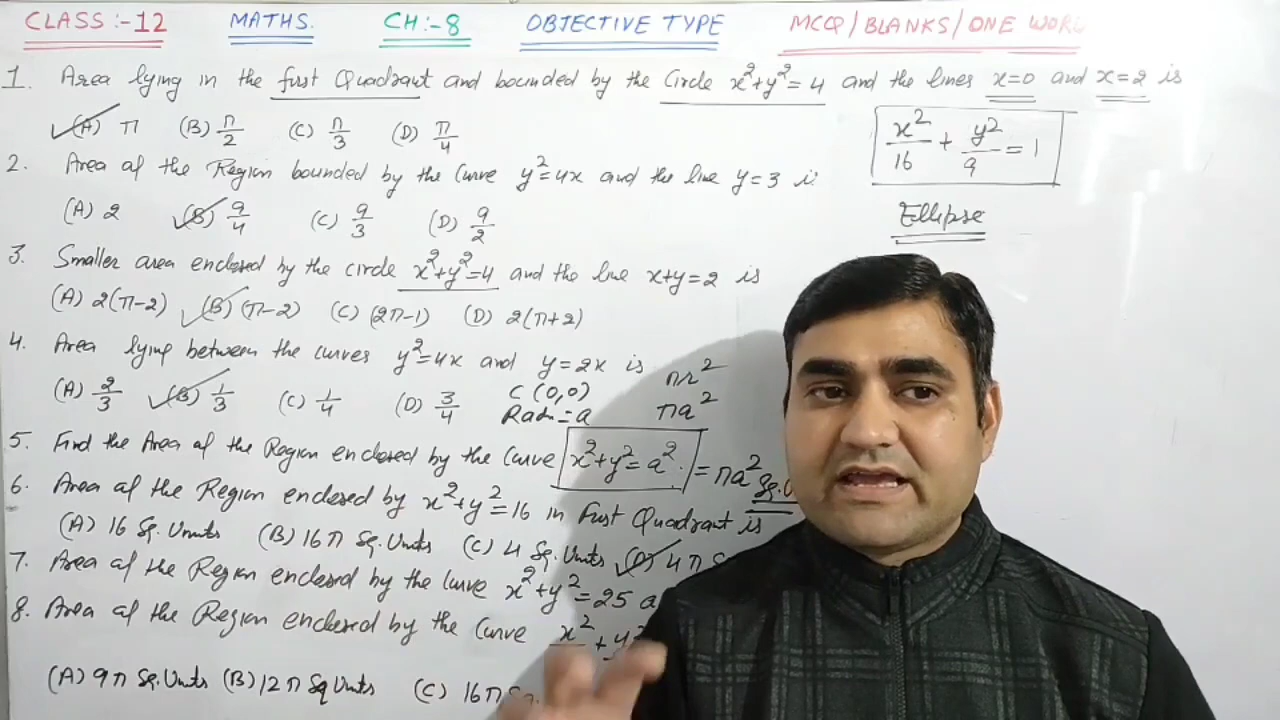 CLASS :- 12 MATHS. CH:-8 OBJECTIVE TYPE MCQ/BLANKS/ONE WORD
1. Area lying in the first Quadrant and bounded by the Circle x²+y²=4 and the lines x=0 and x=2 is
(A) π (B) π/2 (C) π/3 (D) π/4
x²/16 + y²/9 = 1
Ellipse
2. Area of the Region bounded by the Curve y²=4x and the line y=3 is
(A) 2 (B) 9/4 (C) 9/3 (D) 9/2
3. Smaller area enclosed by the circle x²+y²=4 and the line x+y=2 is
(A) 2(π-2) (B) (π-2) (C) (2π-1) (D) 2(π+2)
4. Area lying between the curves y²=4x and y=2x is
(A) 2/3 (B) 1/3 (C) 1/4 (D) 3/4
C (0,0)
Radi = a
πr²
πa²
5. Find the Area of the Region enclosed by the Curve x²+y²=a². = πa² Sq.
6. Area of the Region enclosed by x²+y²=16 in First Quadrant is
(A) 16 Sq. Units (B) 16π Sq. Units (C) 4 Sq. Units (D) 4π
7. Area of the Region enclosed by the Curve x²+y²=25
8. Area of the Region enclosed by the Curve x² + y²
(A) 9π Sq. Units (B) 12π Sq Units (C) 16π